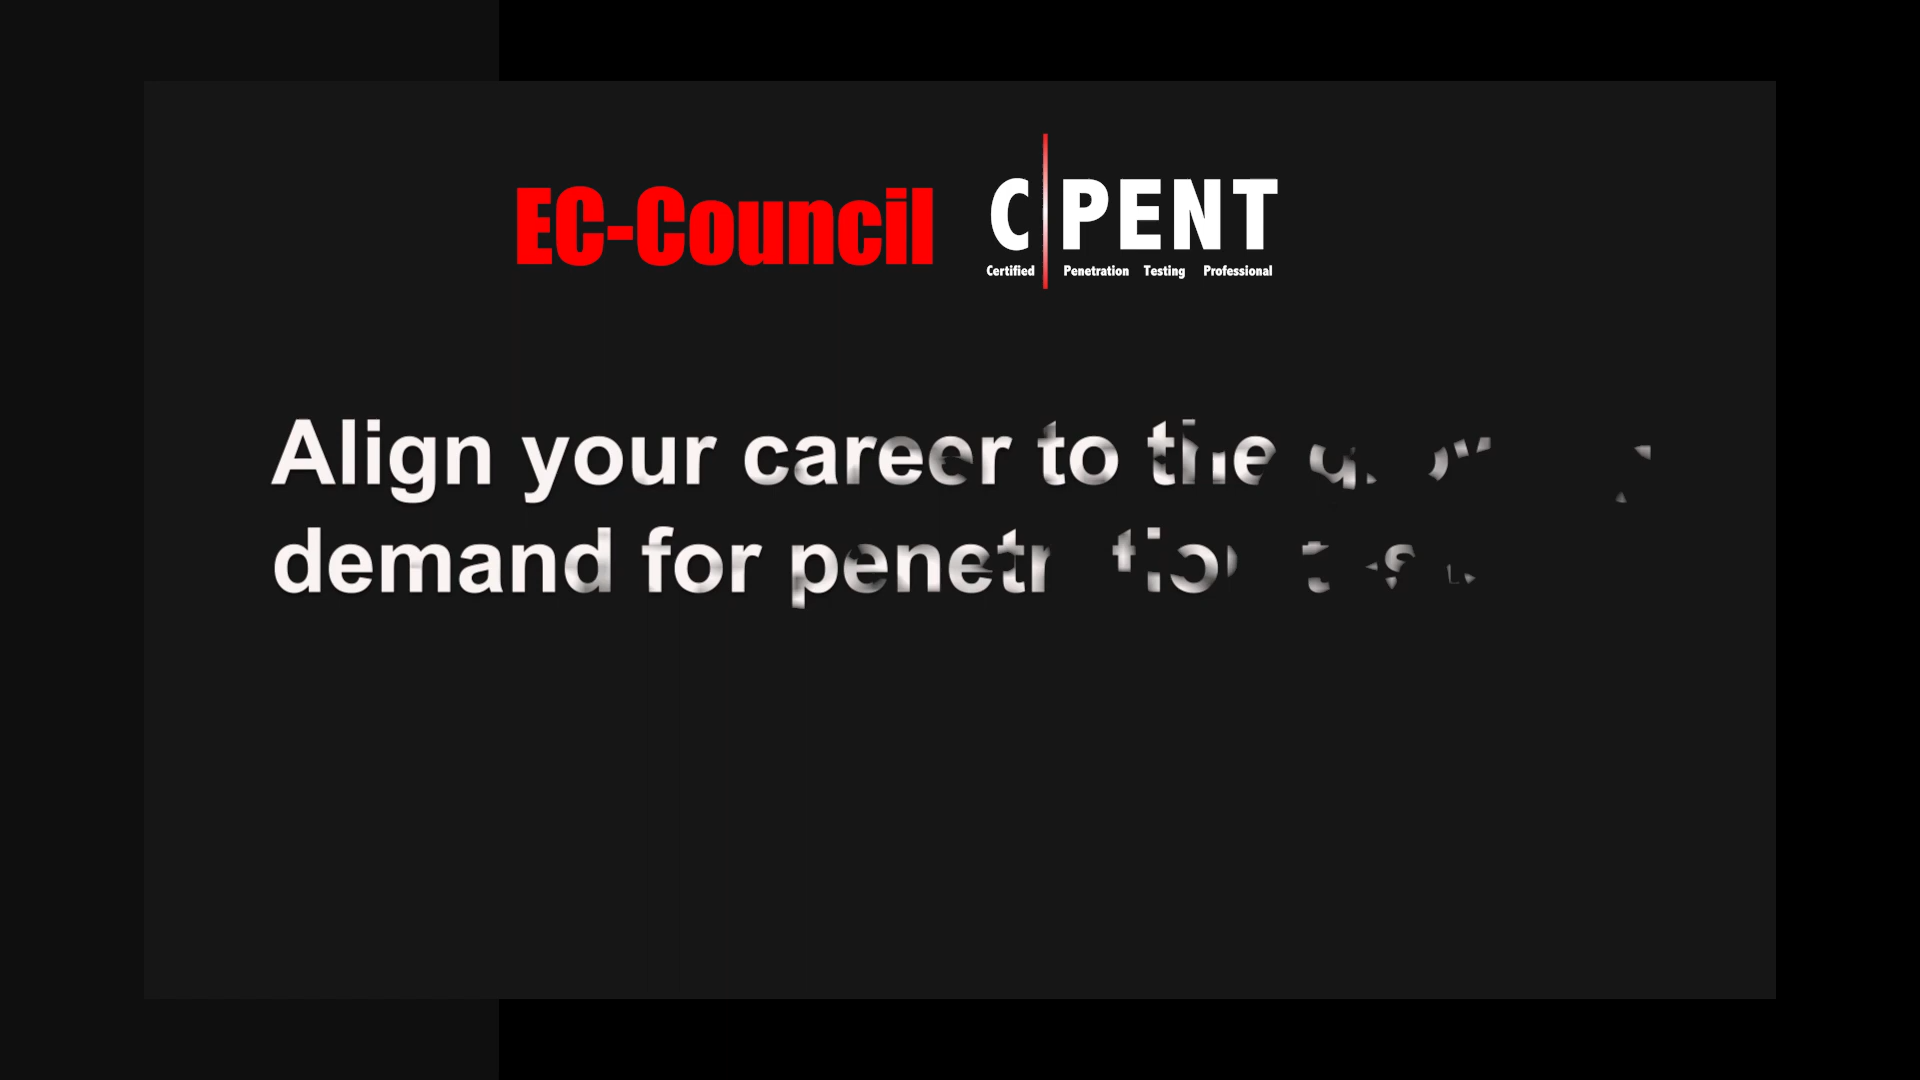 EC-Council
C|PENT
Certified Penetration Testing Professional
Align your career to the
demand for